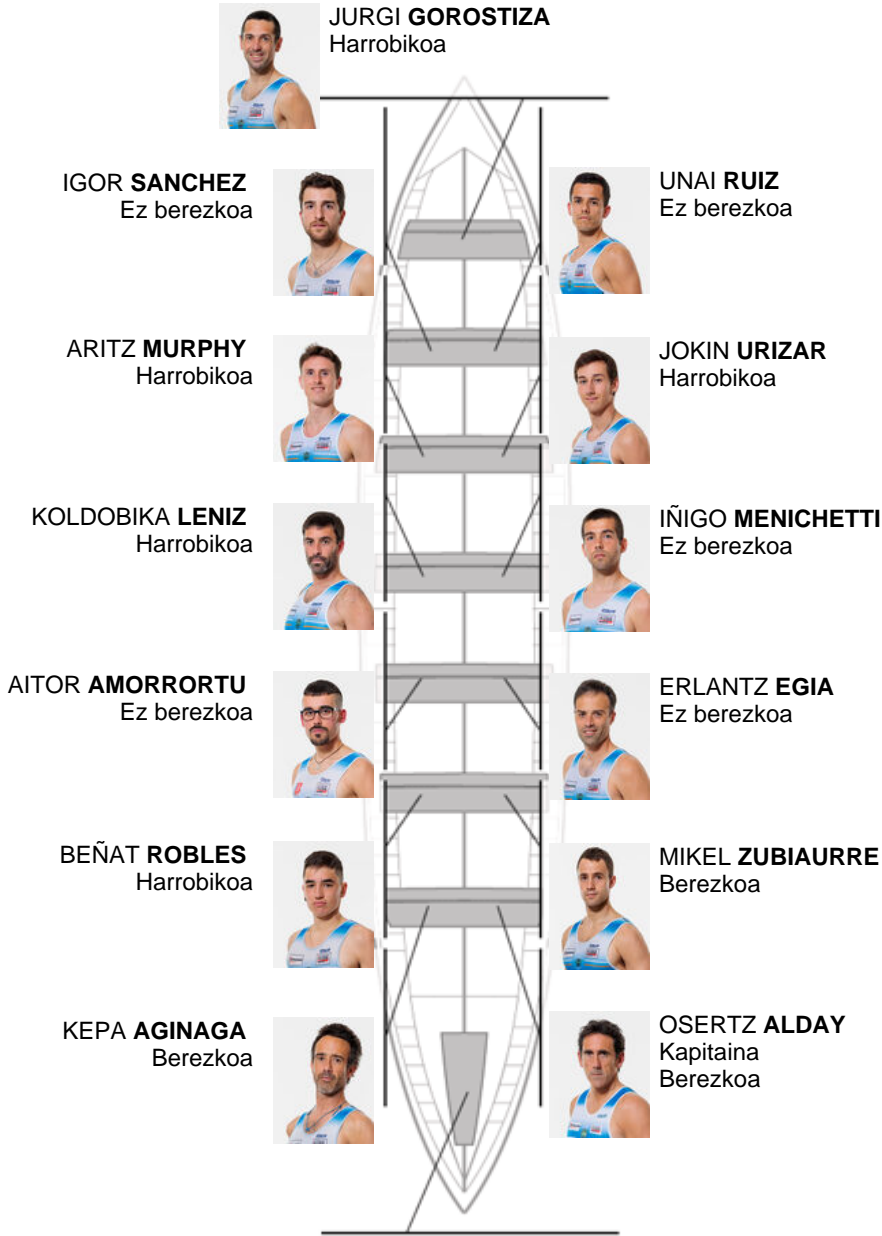 JURGI GOROSTIZA
Harrobikoa
IGOR SANCHEZ
Ez berezkoa
UNAI RUIZ
Ez berezkoa
ARITZ MURPHY
Harrobikoa
JOKIN URIZAR
Harrobikoa
KOLDOBIKA LENIZ
Harrobikoa
IÑIGO MENICHETTI
Ez berezkoa
AITOR AMORRORTU
Ez berezkoa
ERLANTZ EGIA
Ez berezkoa
BEÑAT ROBLES
Harrobikoa
MIKEL ZUBIAURRE
Berezkoa
KEPA AGINAGA
Berezkoa
OSERTZ ALDAY
Kapitaina
Berezkoa